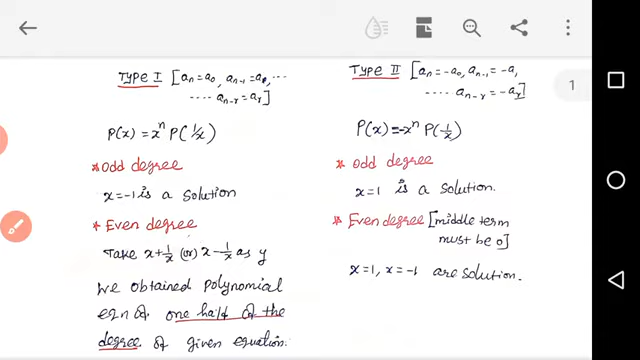 1
Type I [aₙ = a₀, aₙ₋₁ = a₁, ....
.... aₙ₋ᵣ = aᵣ]
P(x) = xⁿ P(1/x)
* Odd degree
x = -1 is a solution
* Even degree
Take x + 1/x (or) x - 1/x as y
We obtained polynomial
eqn of one half of the
degree of given equation.
Type II [aₙ = -a₀, aₙ₋₁ = -a₁
.... aₙ₋ᵣ = -aᵣ]
P(x) = -xⁿ P(1/x)
* Odd degree
x = 1 is a solution.
* Even degree [middle term
must be 0]
x = 1, x = -1 are solution.